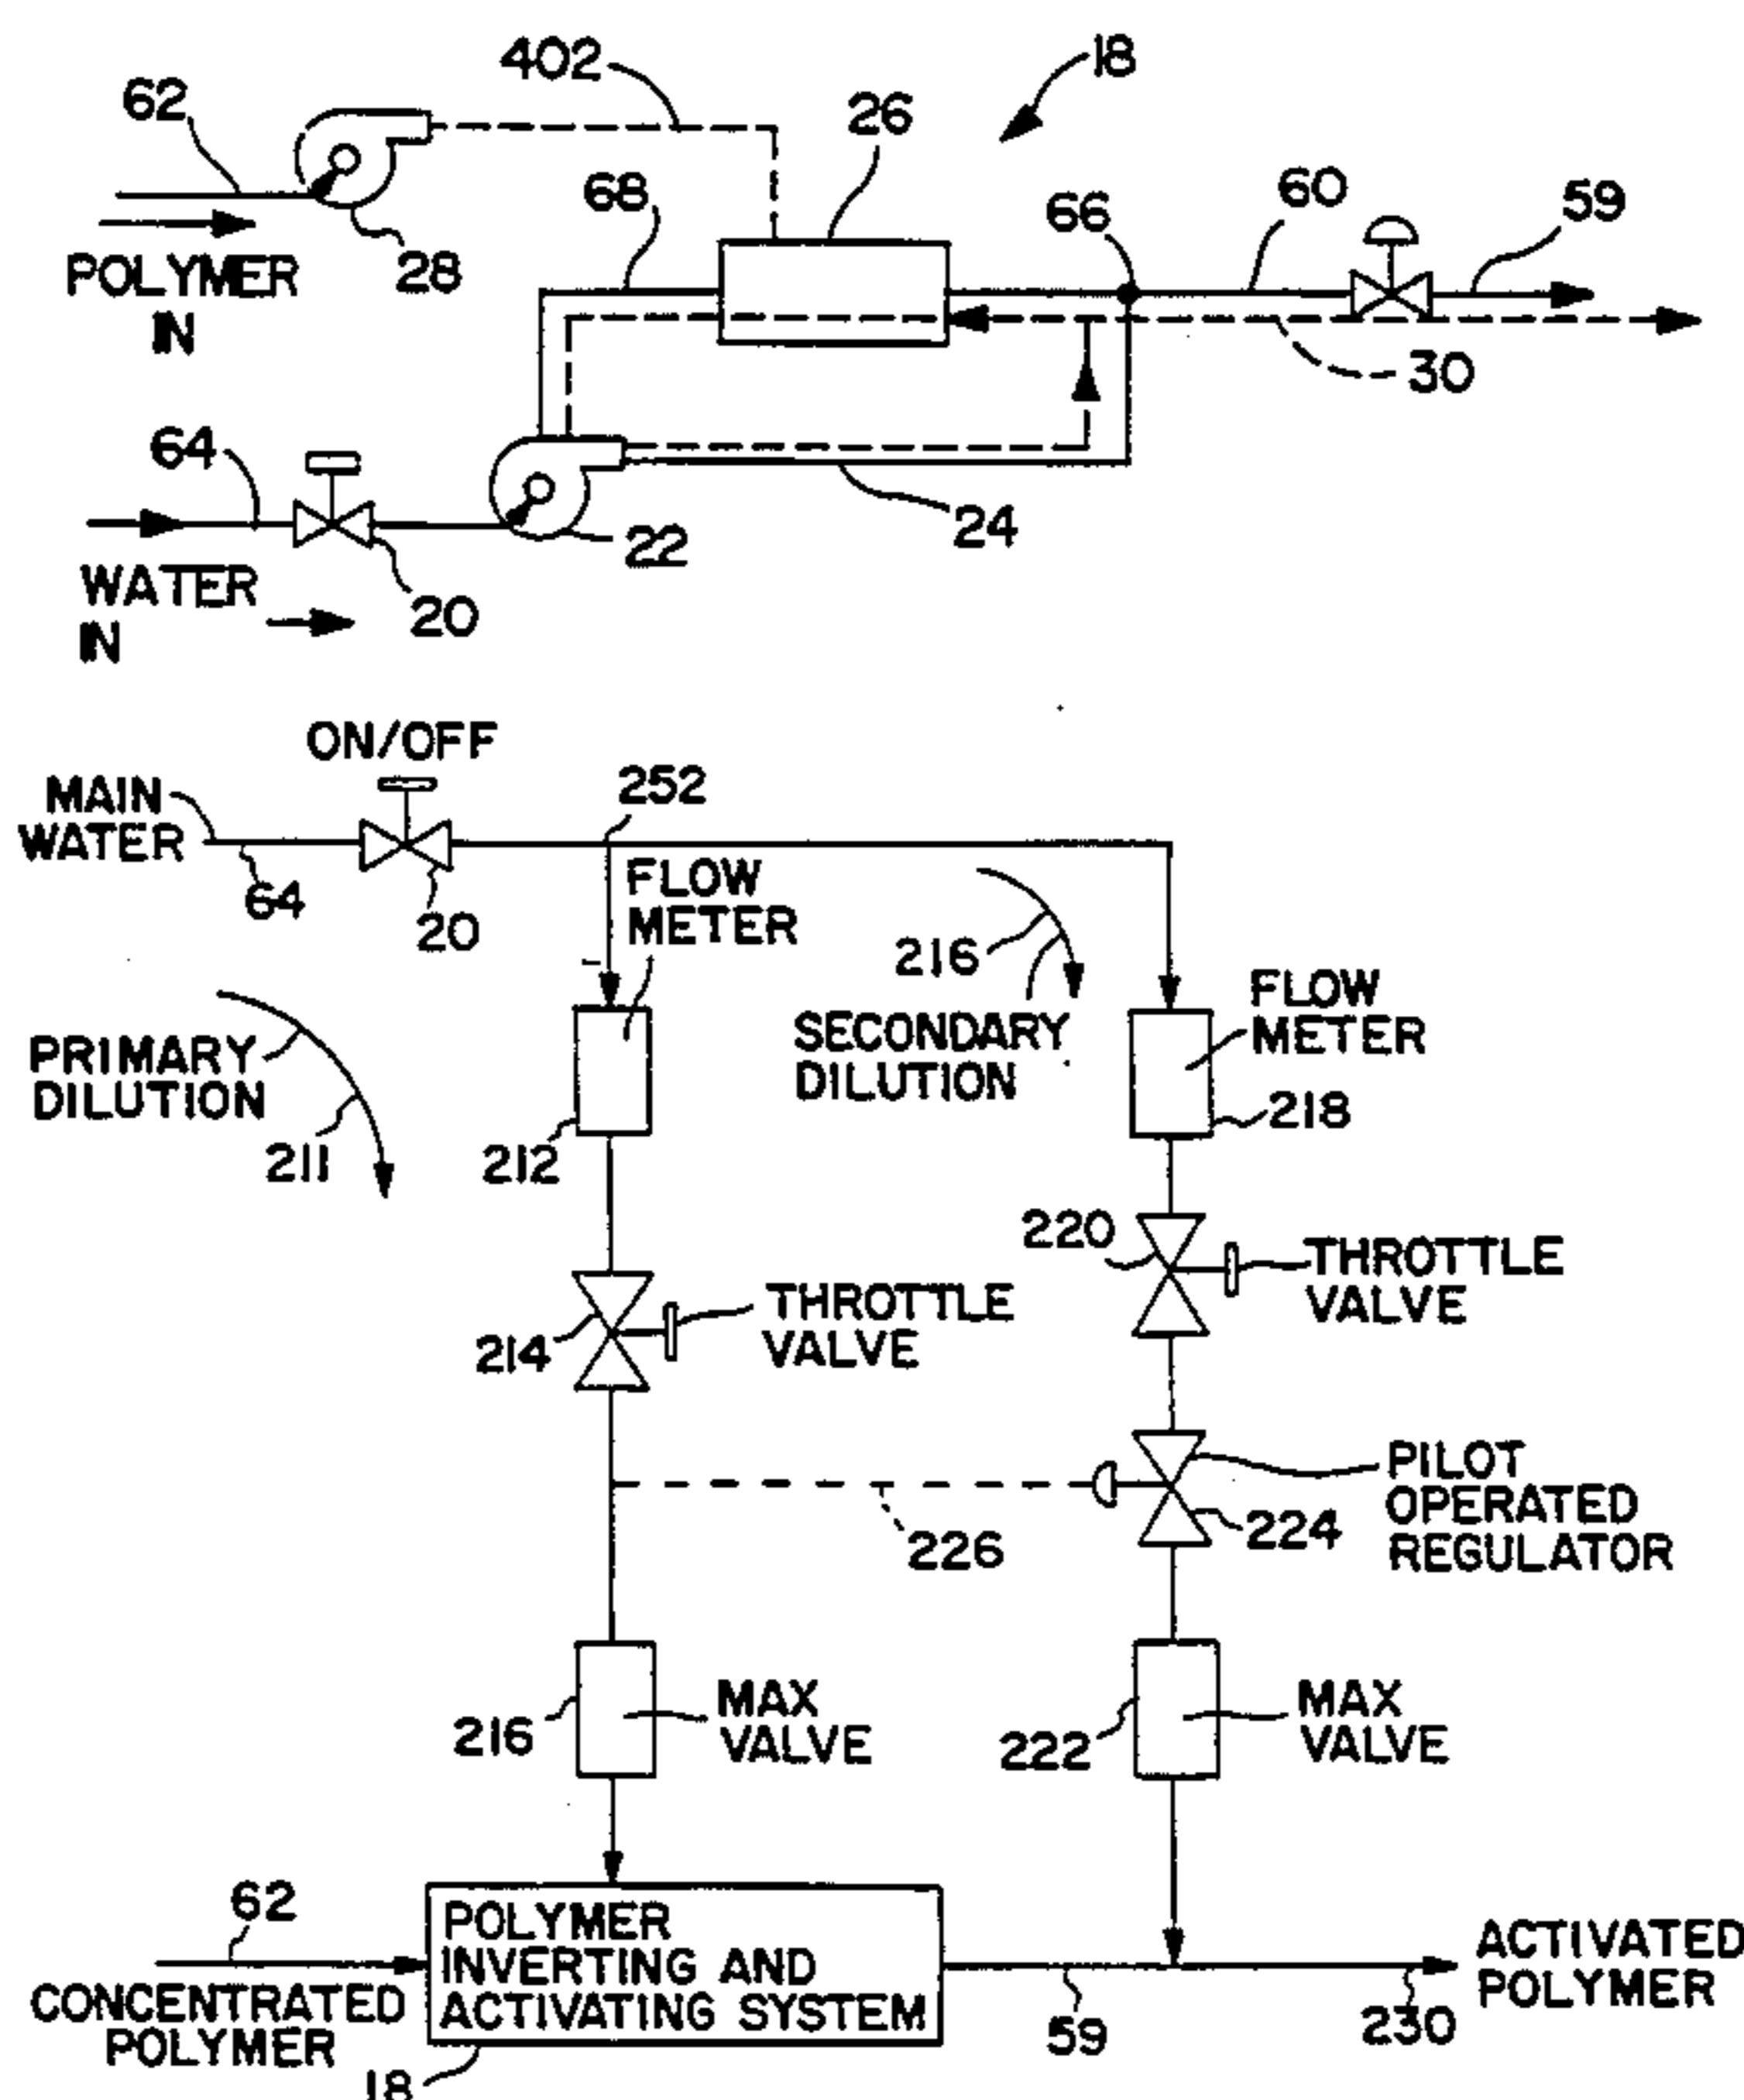 402
18
62
26
68
66
60
59
28
POLYMER
IN
30
64
24
22
WATER
IN
20
ON/OFF
MAIN
WATER
252
64
20
FLOW
METER
216
FLOW
METER
PRIMARY
DILUTION
SECONDARY
DILUTION
211
212
218
220
THROTTLE
VALVE
THROTTLE
VALVE
214
PILOT
OPERATED
REGULATOR
224
226
216
MAX
VALVE
222
MAX
VALVE
62
POLYMER
INVERTING AND
ACTIVATING SYSTEM
ACTIVATED
POLYMER
CONCENTRATED
POLYMER
59
230
18